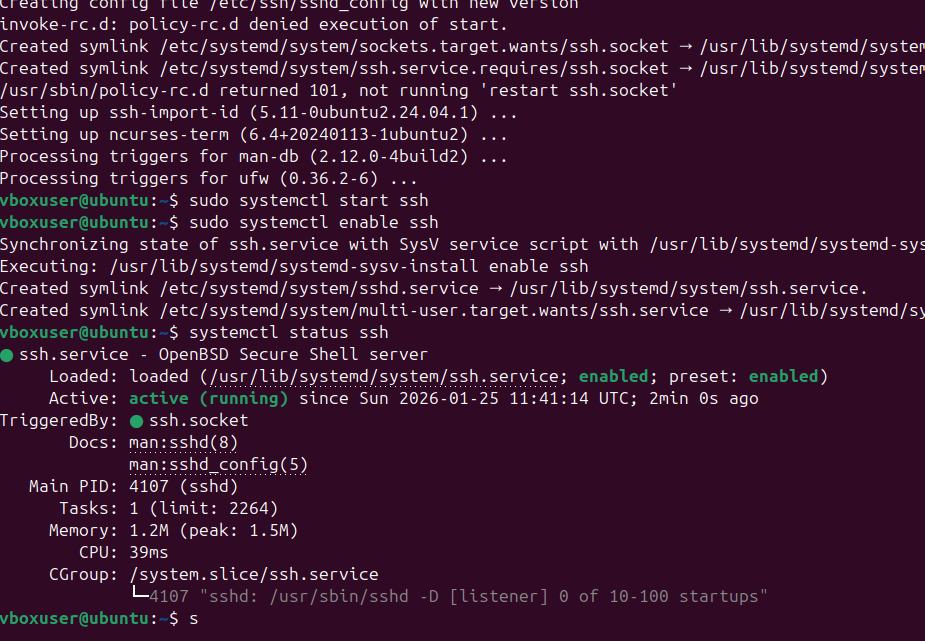 Creating config file /etc/ssh/sshd_config with new version
invoke-rc.d: policy-rc.d denied execution of start.
Created symlink /etc/systemd/system/sockets.target.wants/ssh.socket → /usr/lib/systemd/system
Created symlink /etc/systemd/system/ssh.service.requires/ssh.socket → /usr/lib/systemd/system
/usr/sbin/policy-rc.d returned 101, not running 'restart ssh.socket'
Setting up ssh-import-id (5.11-0ubuntu2.24.04.1) ...
Setting up ncurses-term (6.4+20240113-1ubuntu2) ...
Processing triggers for man-db (2.12.0-4build2) ...
Processing triggers for ufw (0.36.2-6) ...
vboxuser@ubuntu:~$ sudo systemctl start ssh
vboxuser@ubuntu:~$ sudo systemctl enable ssh
Synchronizing state of ssh.service with SysV service script with /usr/lib/systemd/systemd-sys
Executing: /usr/lib/systemd/systemd-sysv-install enable ssh
Created symlink /etc/systemd/system/sshd.service → /usr/lib/systemd/system/ssh.service.
Created symlink /etc/systemd/system/multi-user.target.wants/ssh.service → /usr/lib/systemd/sy
vboxuser@ubuntu:~$ systemctl status ssh
● ssh.service - OpenBSD Secure Shell server
Loaded: loaded (/usr/lib/systemd/system/ssh.service; enabled; preset: enabled)
Active: active (running) since Sun 2026-01-25 11:41:14 UTC; 2min 0s ago
TriggeredBy: ● ssh.socket
Docs: man:sshd(8)
man:sshd_config(5)
Main PID: 4107 (sshd)
Tasks: 1 (limit: 2264)
Memory: 1.2M (peak: 1.5M)
CPU: 39ms
CGroup: /system.slice/ssh.service
└─4107 "sshd: /usr/sbin/sshd -D [listener] 0 of 10-100 startups"
vboxuser@ubuntu:~$ s